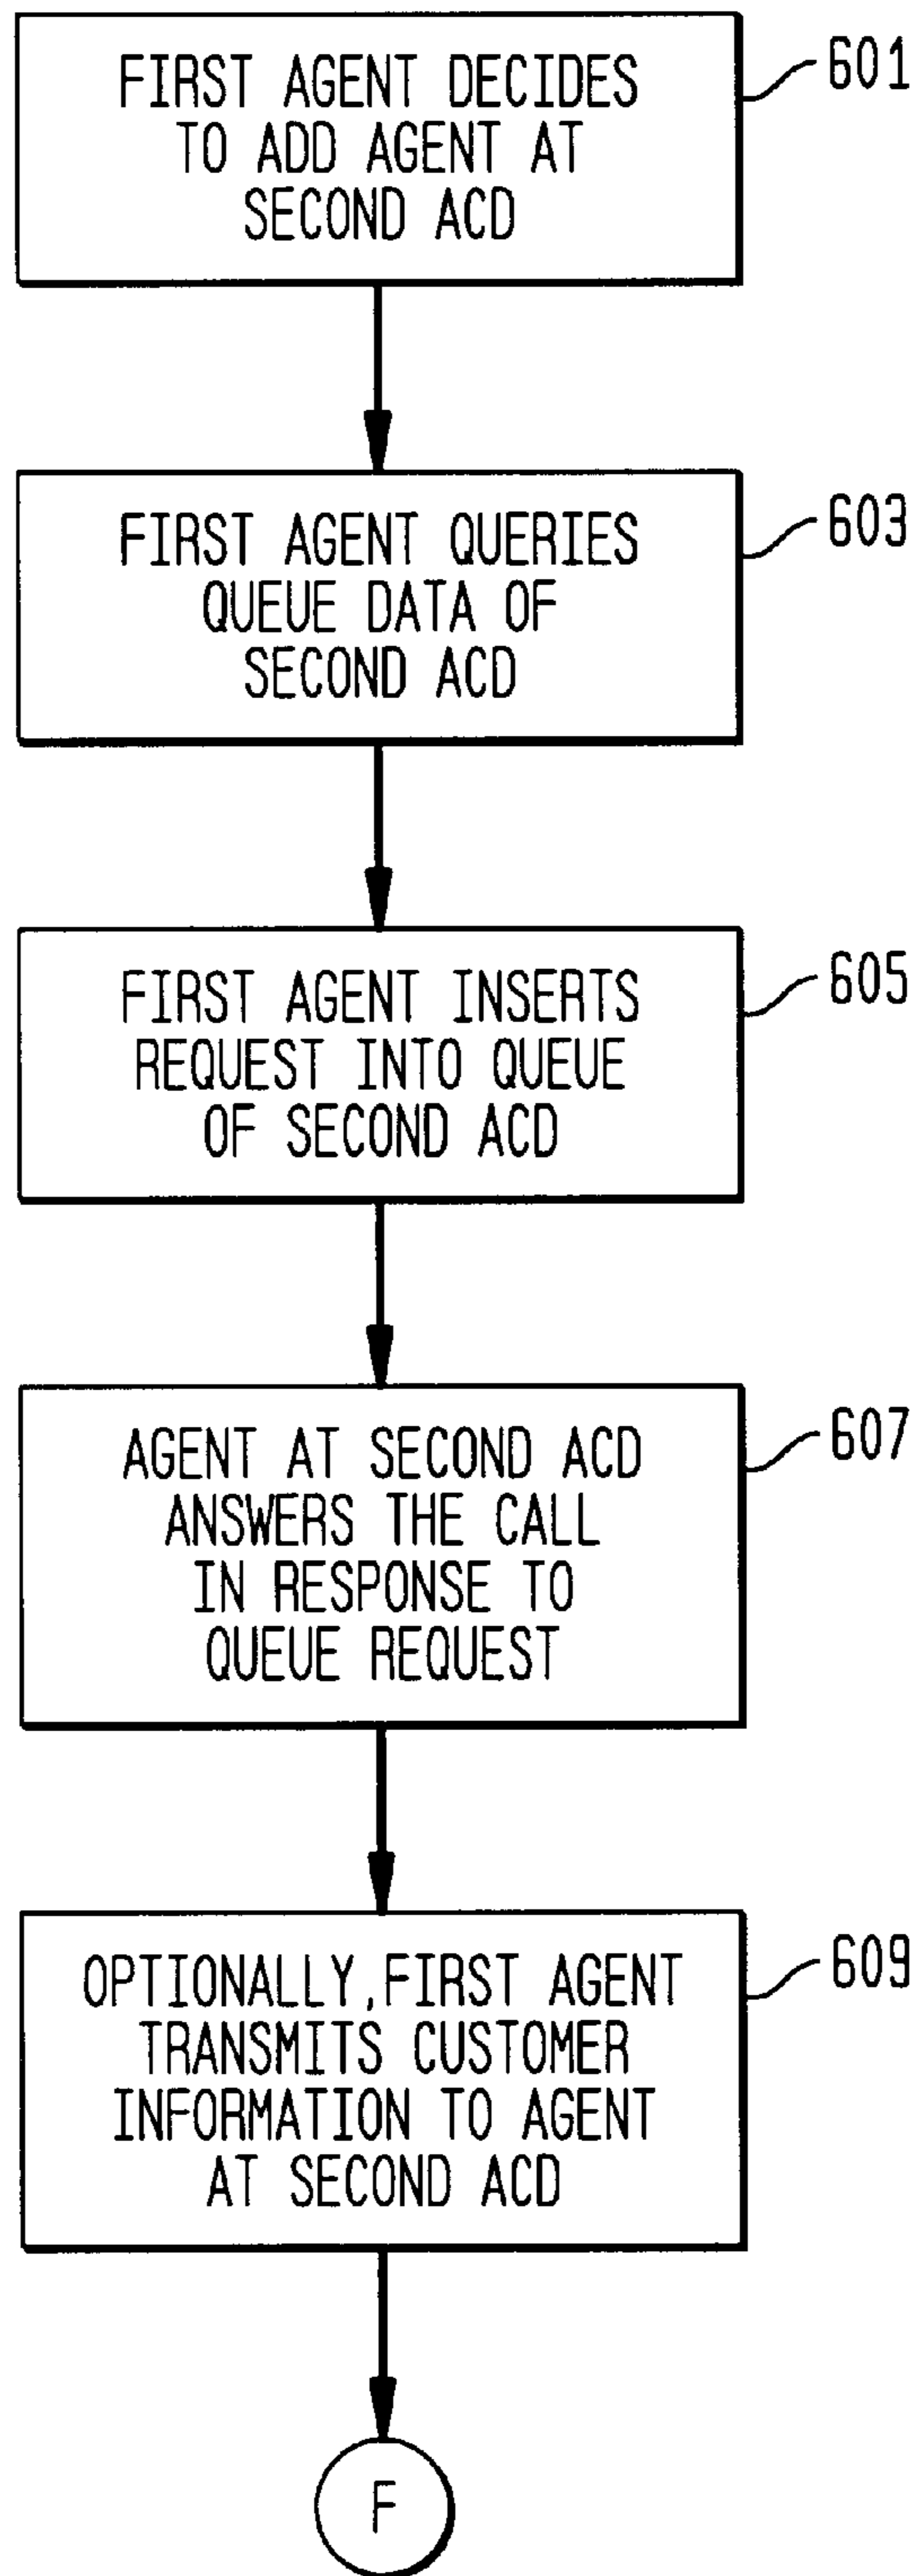 FIRST AGENT DECIDES
TO ADD AGENT AT
SECOND ACD
601
FIRST AGENT QUERIES
QUEUE DATA OF
SECOND ACD
603
FIRST AGENT INSERTS
REQUEST INTO QUEUE
OF SECOND ACD
605
AGENT AT SECOND ACD
ANSWERS THE CALL
IN RESPONSE TO
QUEUE REQUEST
607
OPTIONALLY, FIRST AGENT
TRANSMITS CUSTOMER
INFORMATION TO AGENT
AT SECOND ACD
609
F